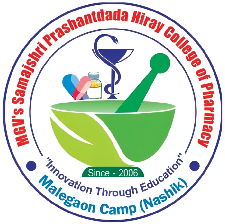 MGV's Samajshri Prashantdada Hiray College of Pharmacy
Since - 2006
"Innovation Through Education"
Malegaon Camp (Nashik)